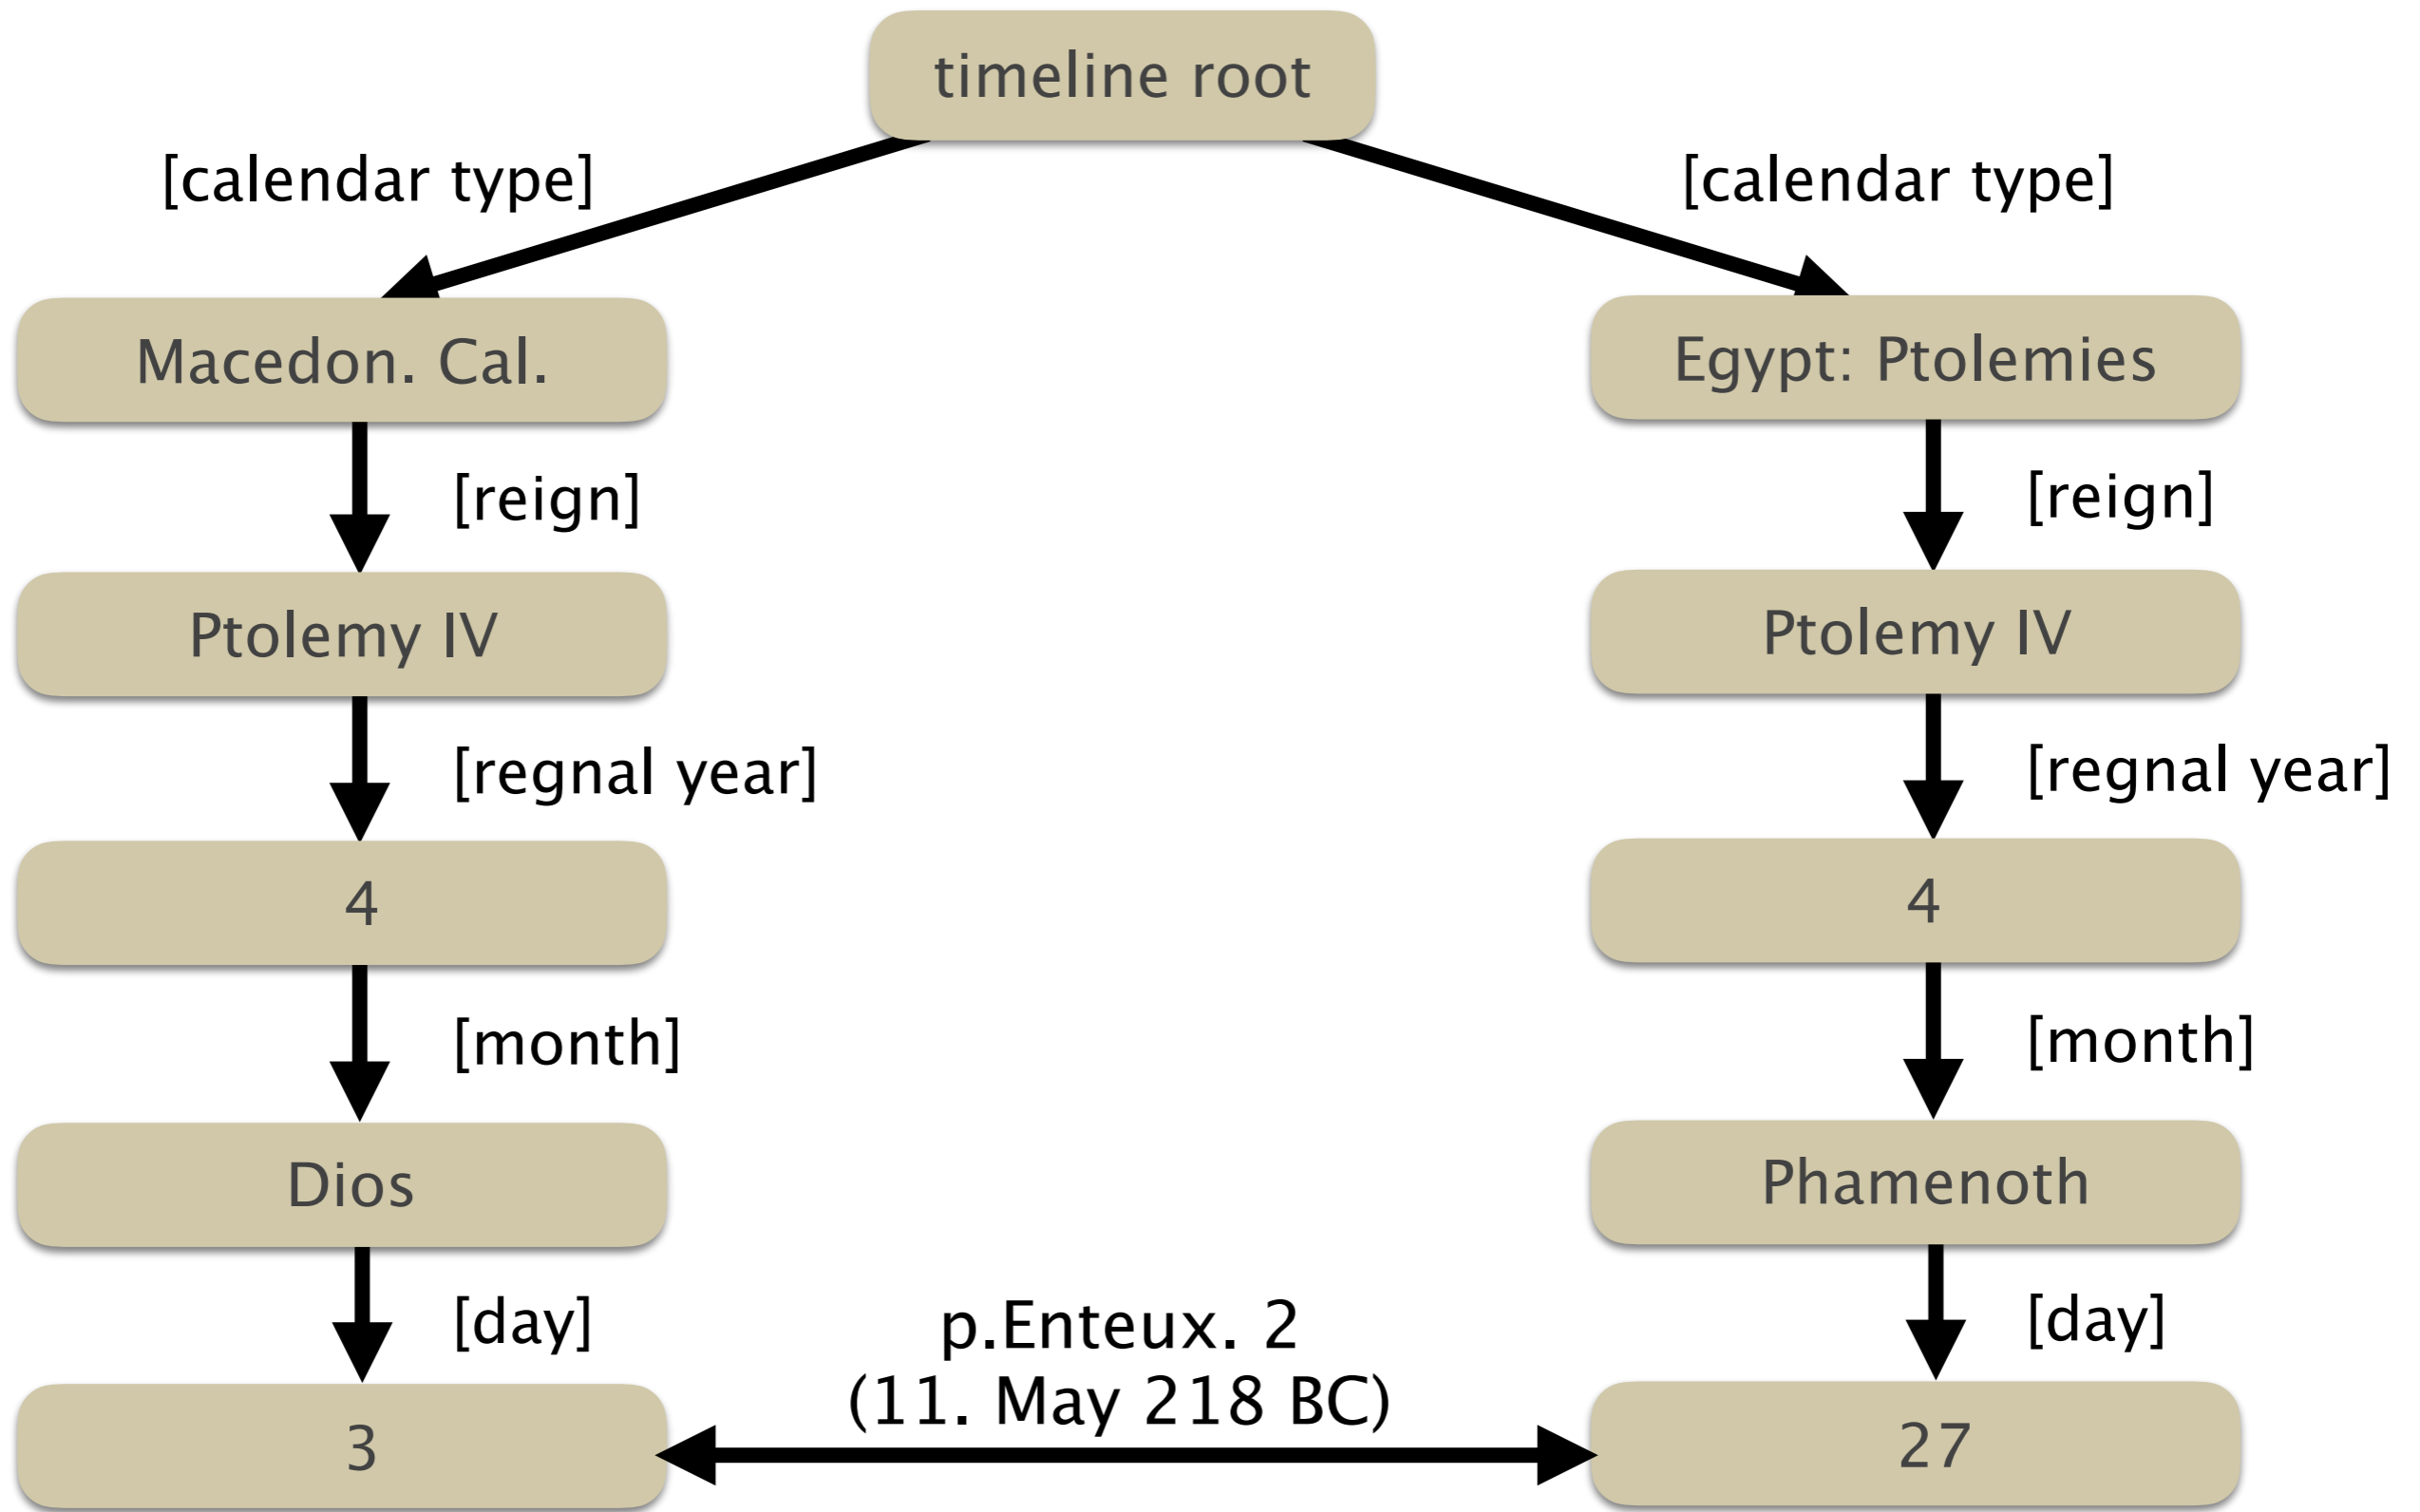 timeline root
[calendar type]
[calendar type]
Macedon. Cal.
Egypt: Ptolemies
[reign]
[reign]
Ptolemy IV
Ptolemy IV
[regnal year]
[regnal year]
4
4
[month]
[month]
Dios
Phamenoth
[day]
[day]
p.Enteux. 2
(11. May 218 BC)
3
27